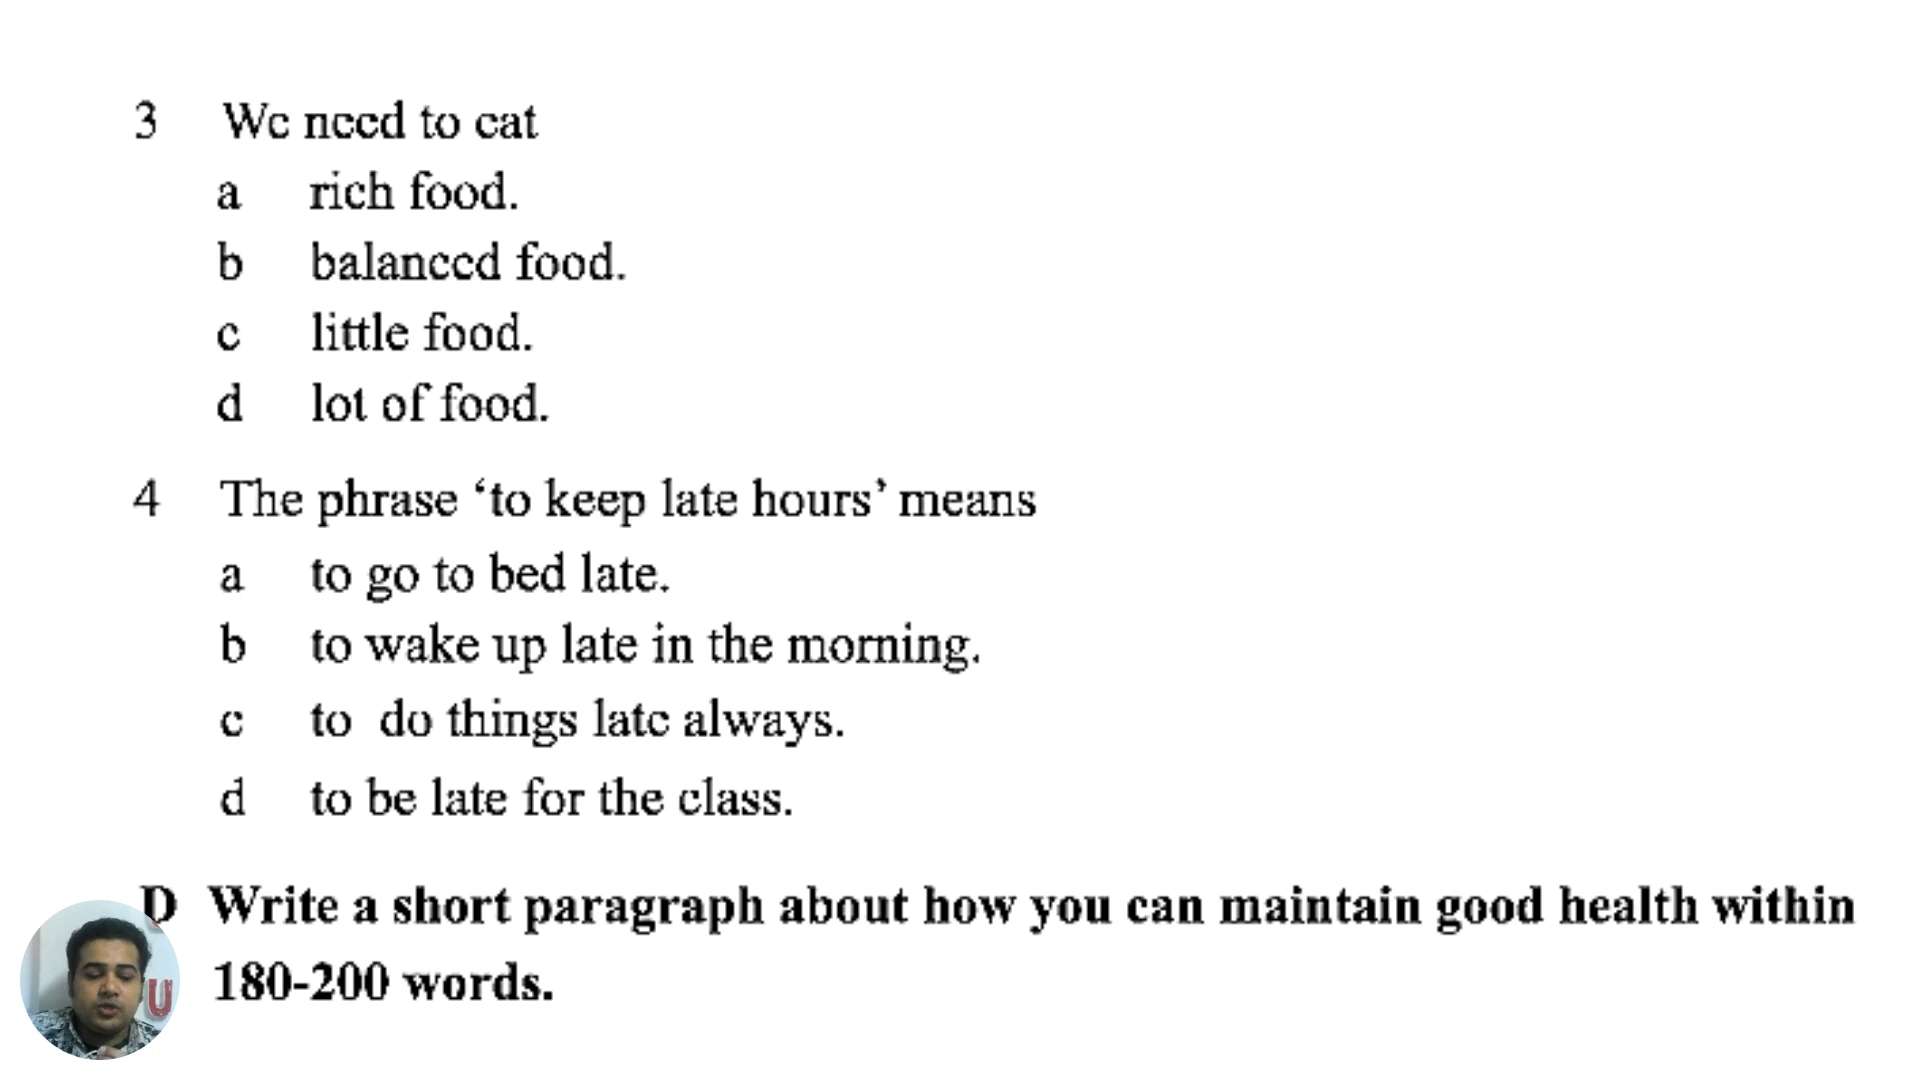 3 We need to eat
a rich food.
b balanced food.
c little food.
d lot of food.
4 The phrase ‘to keep late hours’ means
a to go to bed late.
b to wake up late in the morning.
c to do things late always.
d to be late for the class.
D Write a short paragraph about how you can maintain good health within
180-200 words.
U